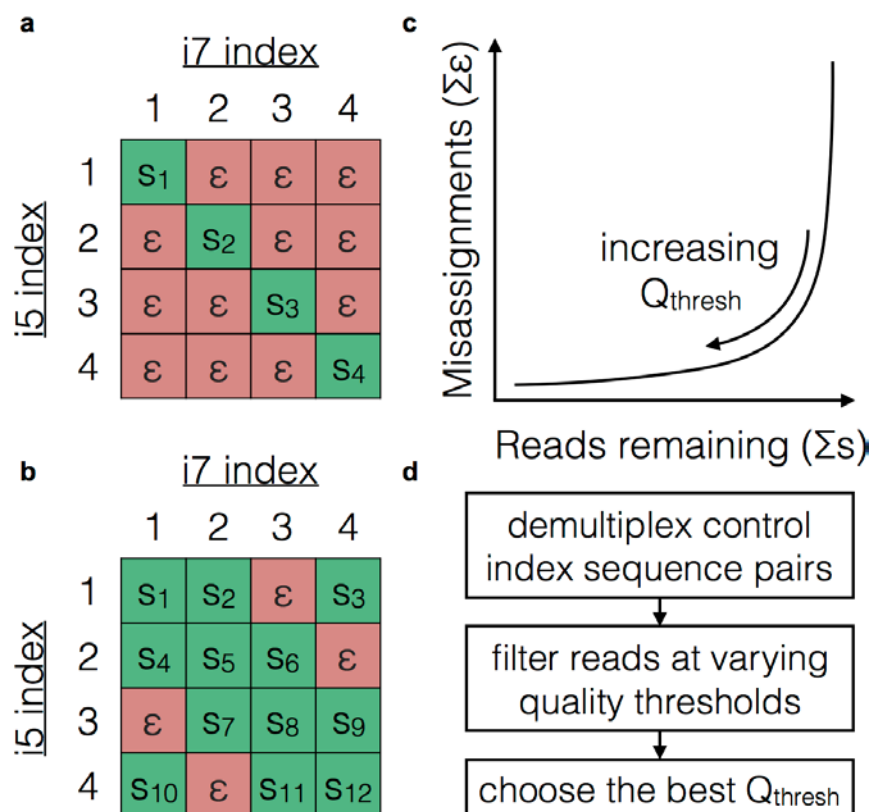 a
i7 index
1 2 3 4
i5 index
1 S1 ε ε ε
2 ε S2 ε ε
3 ε ε S3 ε
4 ε ε ε S4
b
i7 index
1 2 3 4
i5 index
1 S1 S2 ε S3
2 S4 S5 S6 ε
3 ε S7 S8 S9
4 S10 ε S11 S12
c
Misassignments (Σε)
increasing
Qthresh
Reads remaining (Σs)
d
demultiplex control
index sequence pairs
filter reads at varying
quality thresholds
choose the best Qthresh